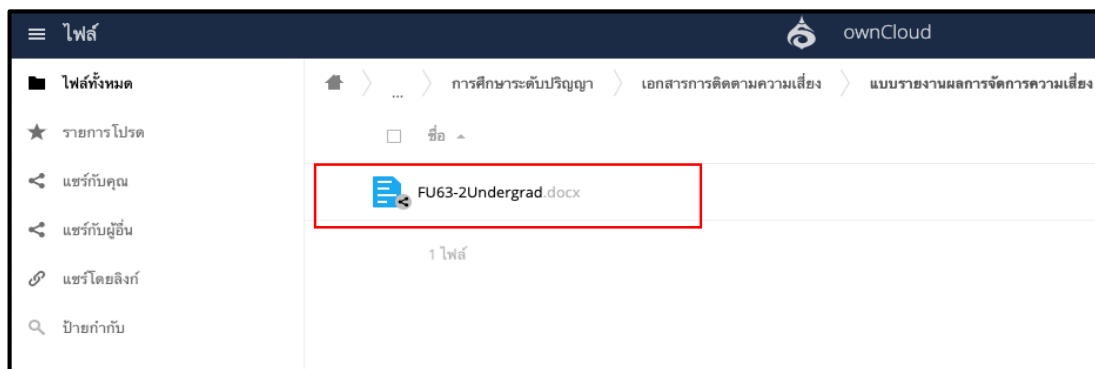 ไฟล์ ownCloud
ไฟล์ทั้งหมด
... การศึกษาระดับปริญญา เอกสารการติดตามความเสี่ยง แบบรายงานผลการจัดการความเสี่ยง
รายการโปรด
ชื่อ
แชร์กับคุณ
FU63-2Undergrad.docx
แชร์กับผู้อื่น
1 ไฟล์
แชร์โดยลิงก์
ป้ายกำกับ